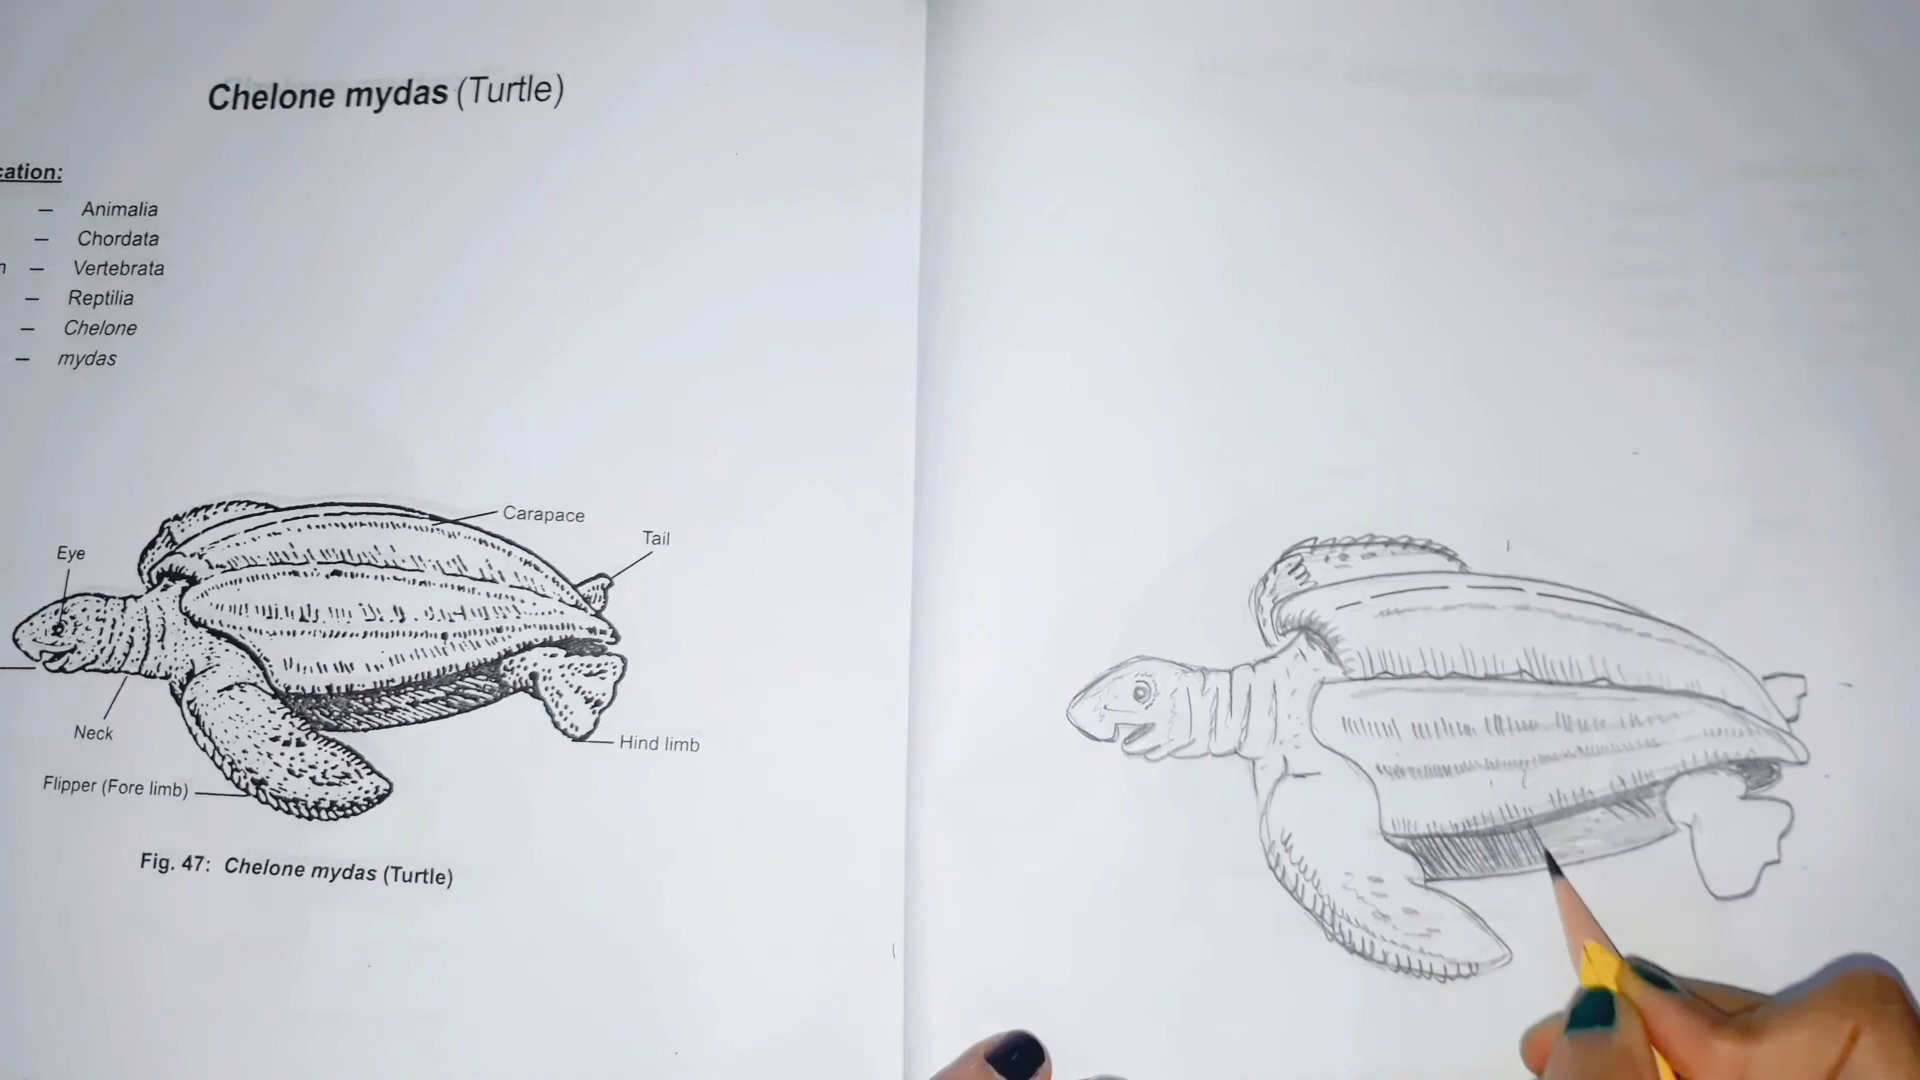 Chelone mydas (Turtle)
cation:
— Animalia
— Chordata
n — Vertebrata
— Reptilia
— Chelone
— mydas
Carapace
Tail
Eye
Neck
Hind limb
Flipper (Fore limb)
Fig. 47: Chelone mydas (Turtle)